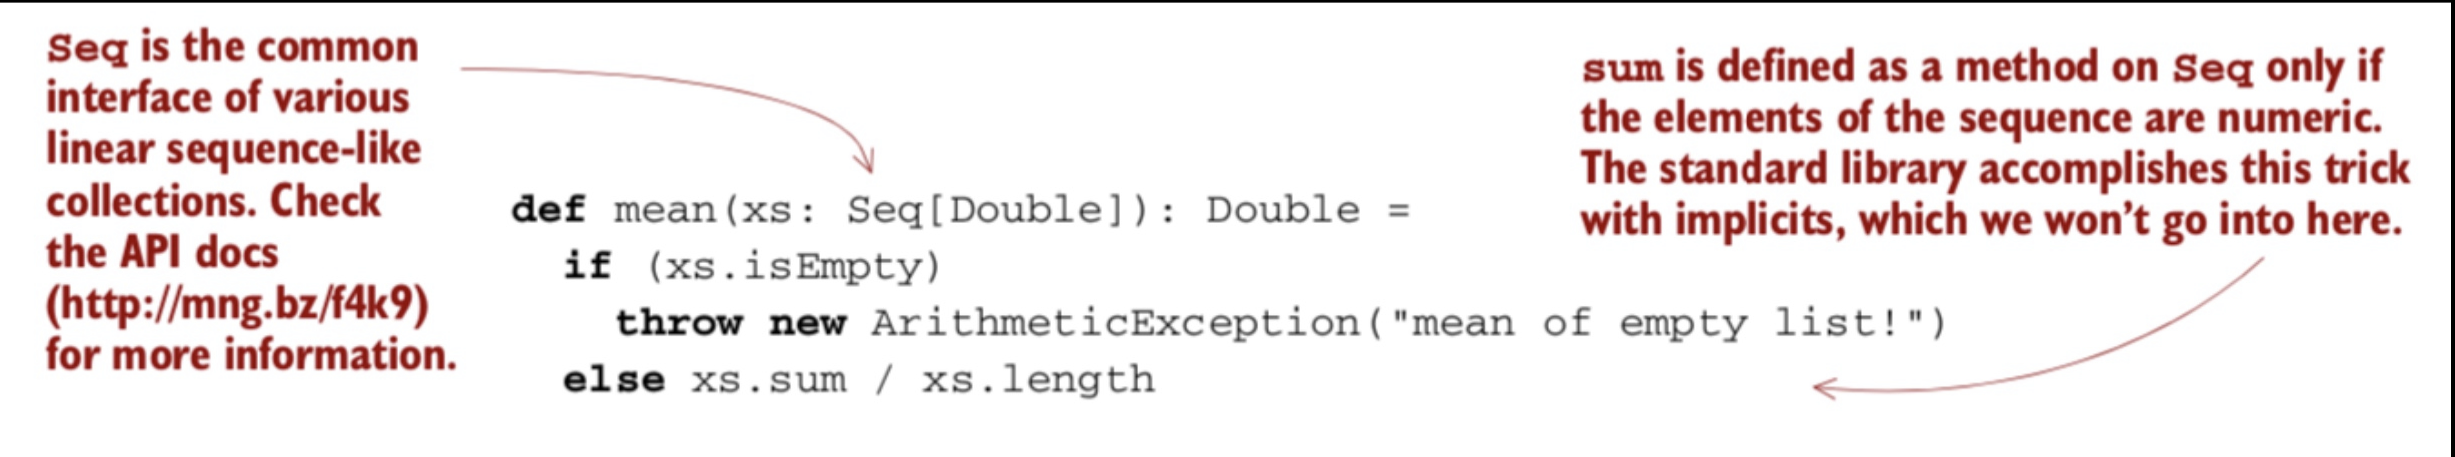 Seq is the common
interface of various
linear sequence-like
collections. Check
the API docs
(http://mng.bz/f4k9)
for more information.
def mean(xs: Seq[Double]): Double =
if (xs.isEmpty)
throw new ArithmeticException("mean of empty list!")
else xs.sum / xs.length
sum is defined as a method on Seq only if
the elements of the sequence are numeric.
The standard library accomplishes this trick
with implicits, which we won’t go into here.